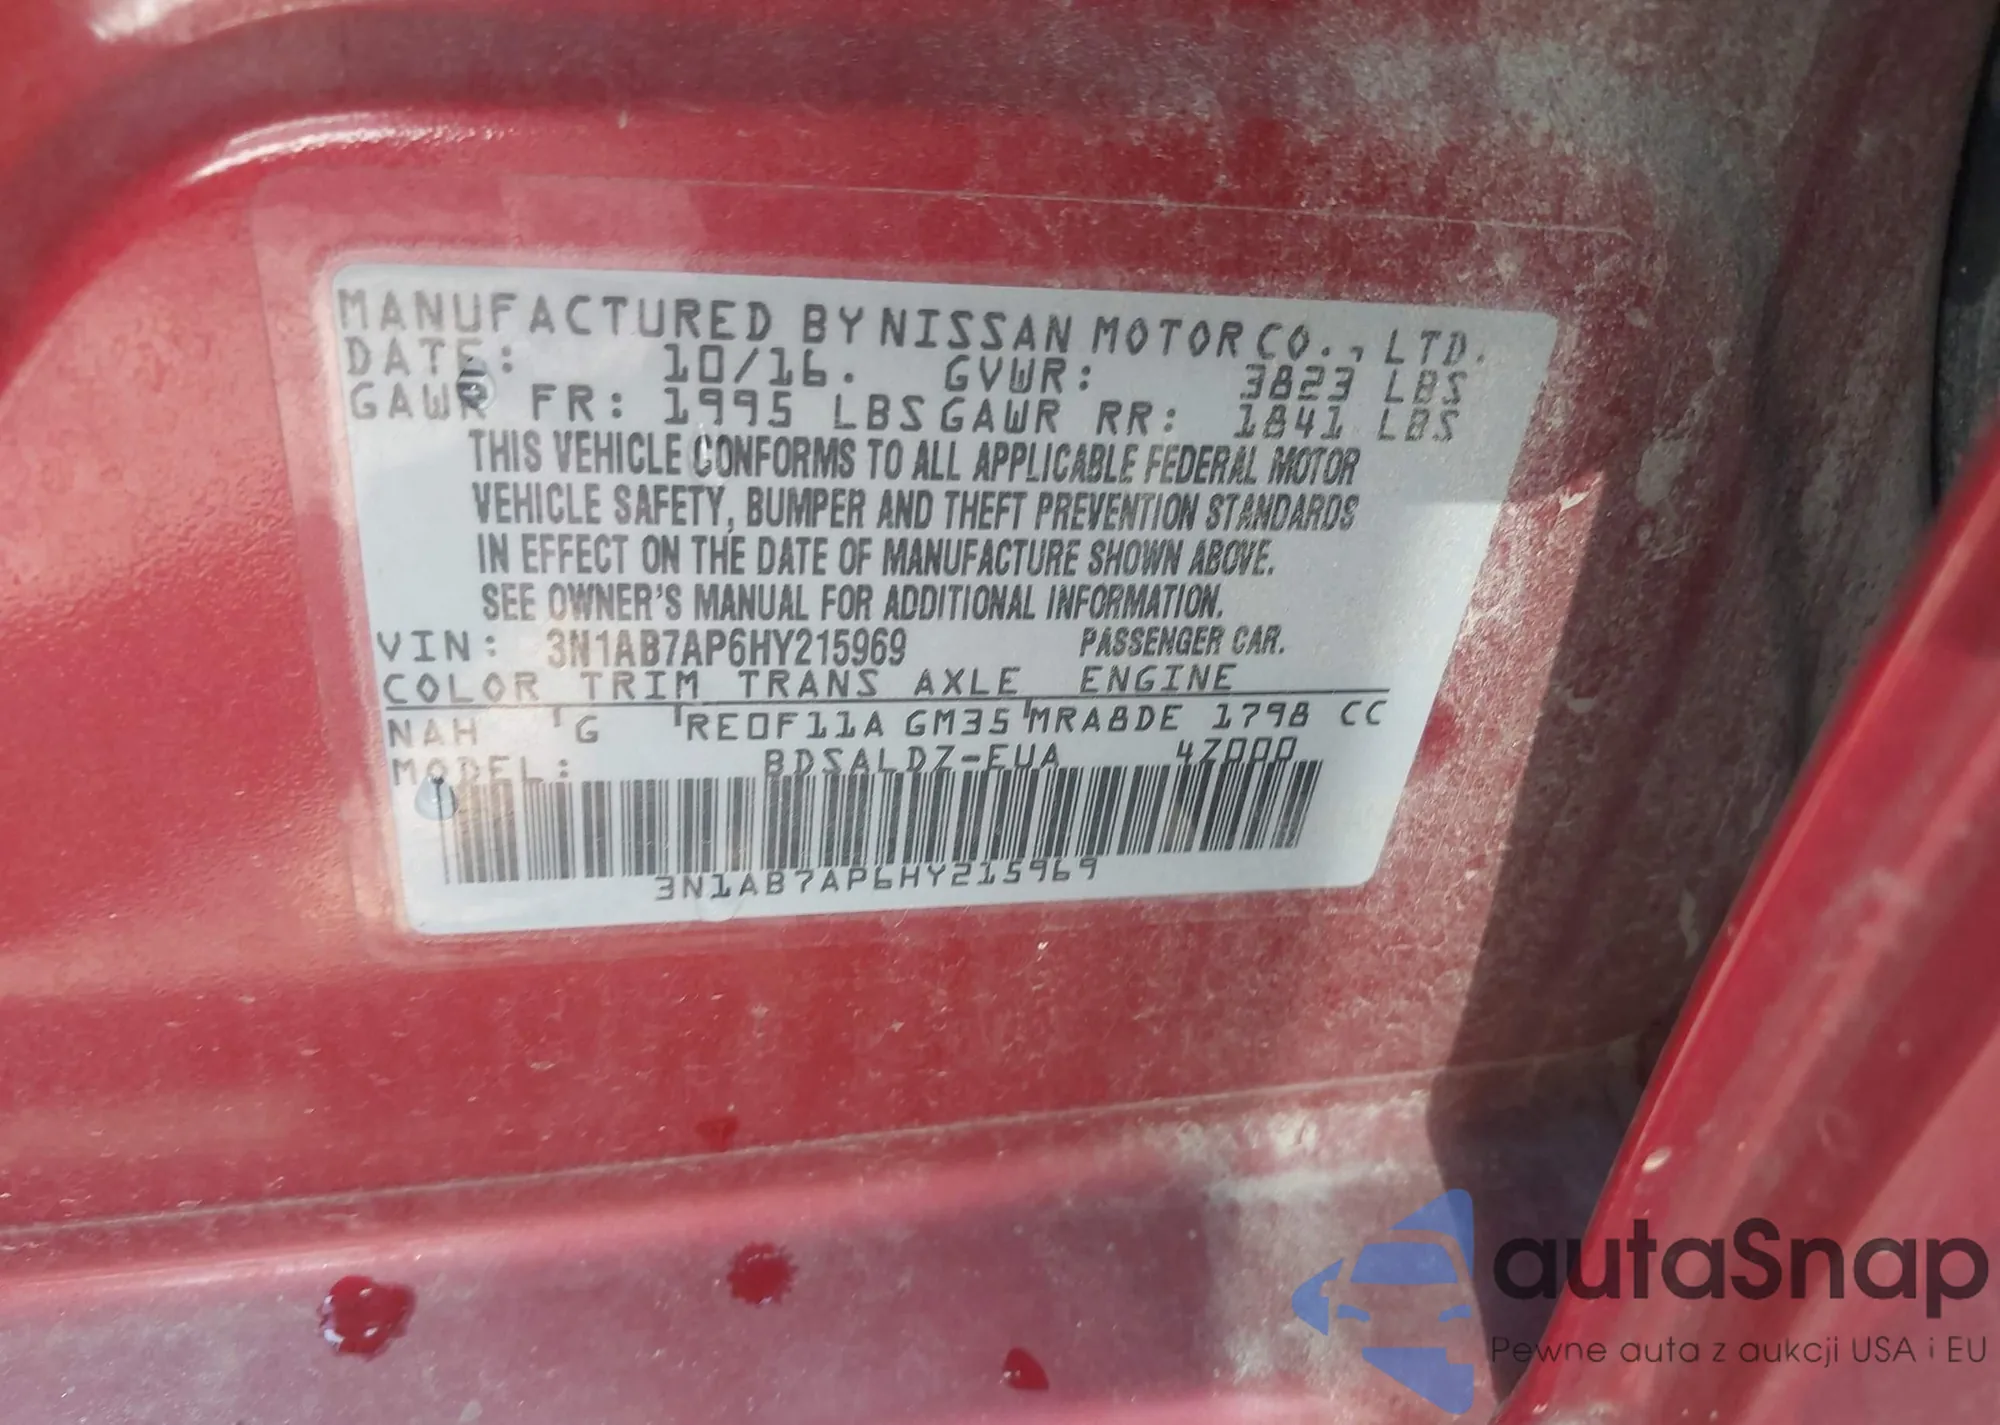 MANUFACTURED BY NISSAN MOTOR CO., LTD.
DATE: 10/16. GVWR: 3823 LBS
GAWR FR: 1995 LBS GAWR RR: 1841 LBS
THIS VEHICLE CONFORMS TO ALL APPLICABLE FEDERAL MOTOR
VEHICLE SAFETY, BUMPER AND THEFT PREVENTION STANDARDS
IN EFFECT ON THE DATE OF MANUFACTURE SHOWN ABOVE.
SEE OWNER'S MANUAL FOR ADDITIONAL INFORMATION.
VIN: 3N1AB7AP6HY215969 PASSENGER CAR.
COLOR TRIM TRANS AXLE ENGINE
NAH G RE0F11A GM35 MRA8DE 1798 CC
MODEL: BDSALDZ-EUA 4Z000
3N1AB7AP6HY215969
autaSnap
Pewne auta z aukcji USA i EU